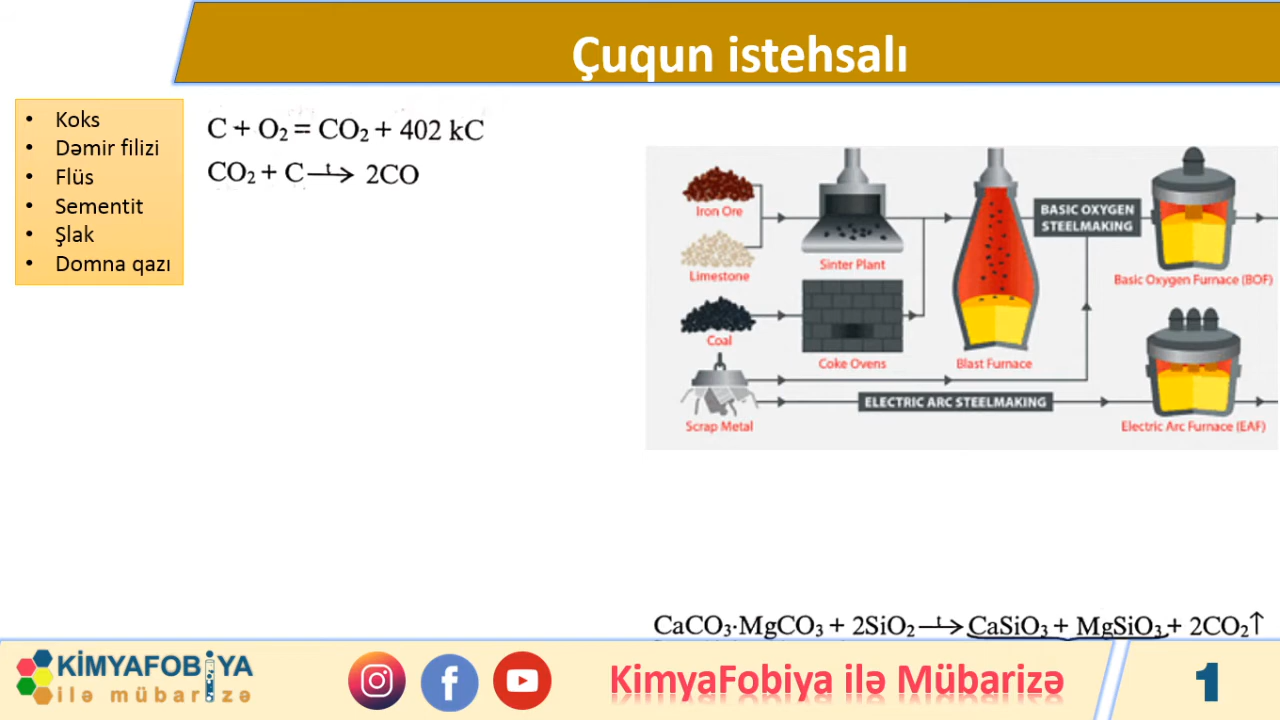 Çuqun istehsalı
• Koks
• Dəmir filizi
• Flüs
• Sementit
• Şlak
• Domna qazı
C + O₂ = CO₂ + 402 kC
CO₂ + C —t→ 2CO
Iron Ore
Limestone
Coal
Scrap Metal
Sinter Plant
Coke Ovens
Blast Furnace
BASIC OXYGEN
STEELMAKING
Basic Oxygen Furnace (BOF)
ELECTRIC ARC STEELMAKING
Electric Arc Furnace (EAF)
CaCO₃·MgCO₃ + 2SiO₂ —t→ CaSiO₃ + MgSiO₃ + 2CO₂↑
KİMYAFOBİYA
ilə mübarizə
f
KimyaFobiya ilə Mübarizə
1